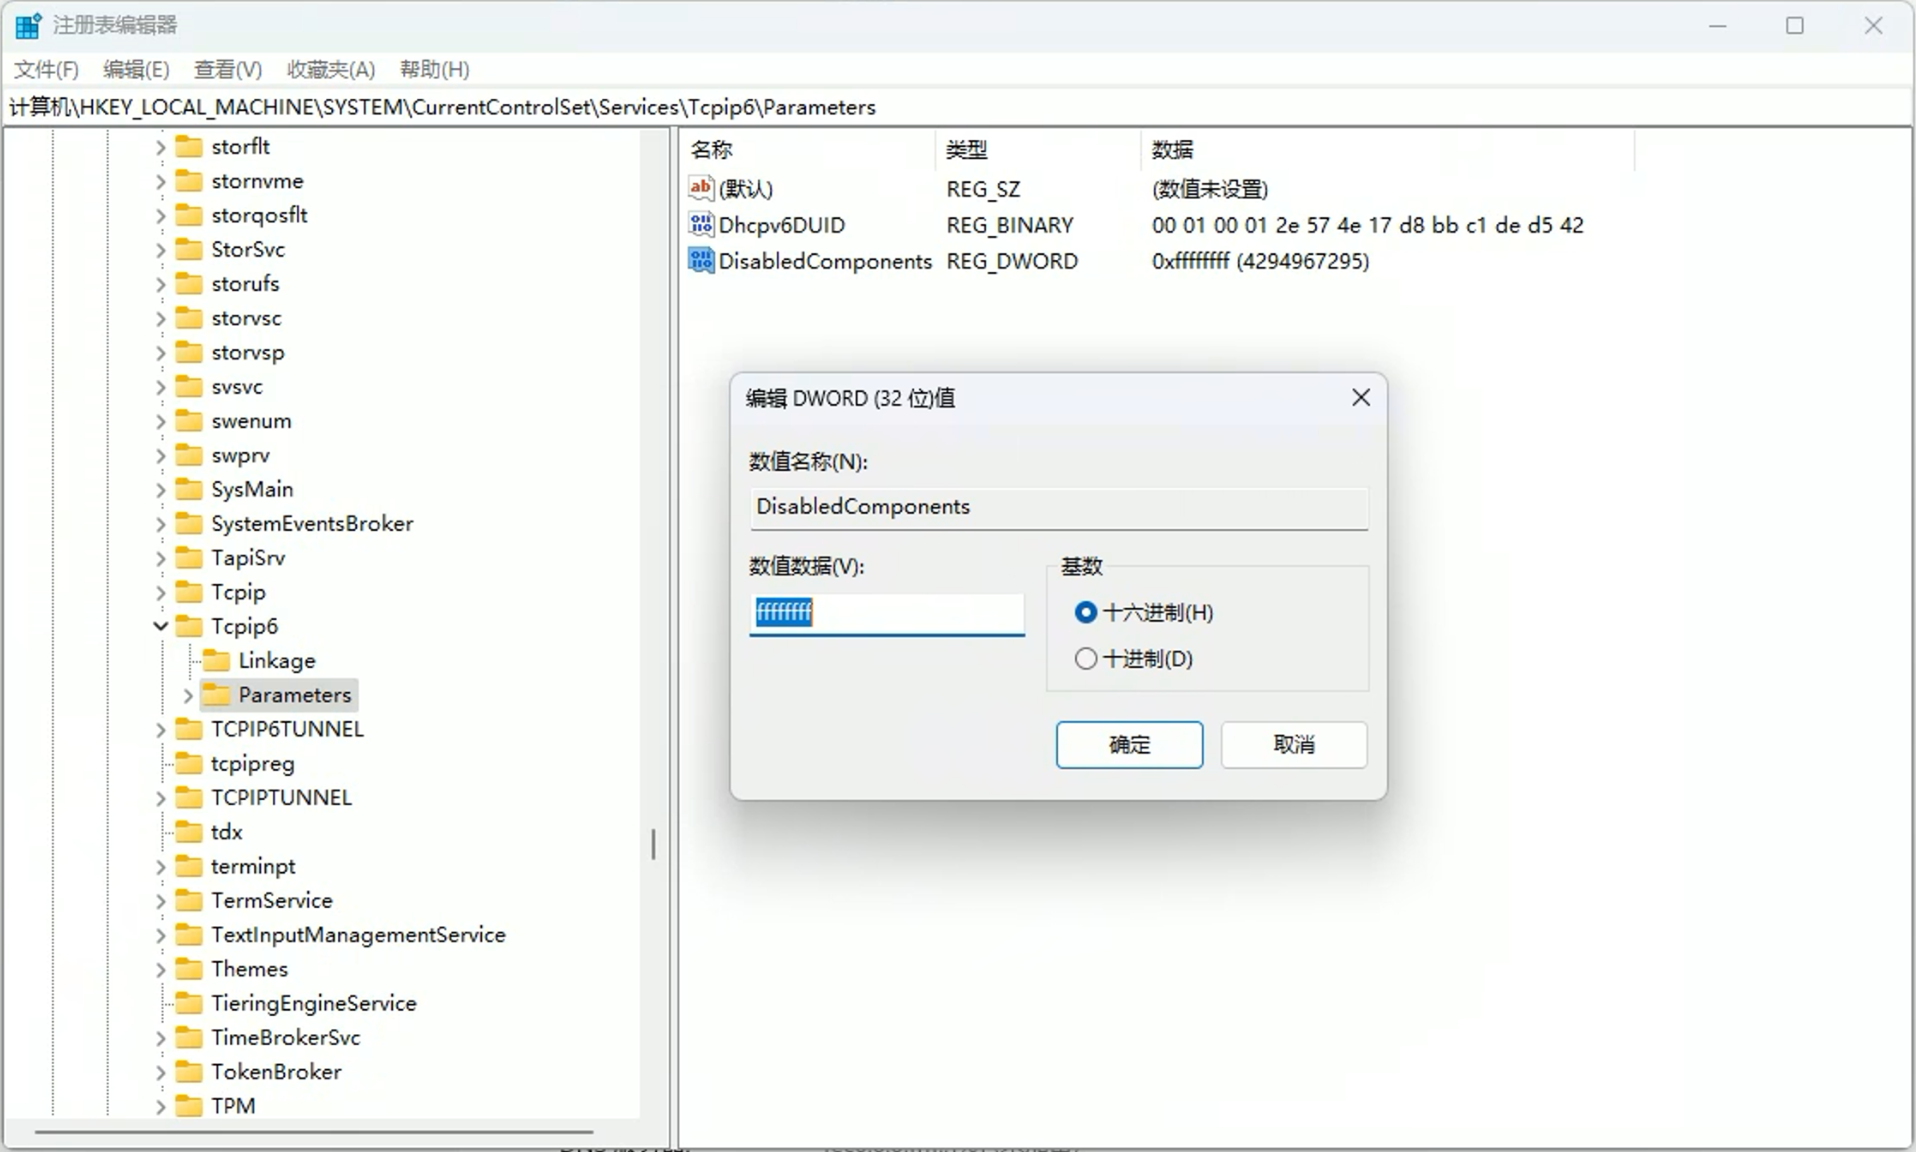 注册表编辑器
文件(F) 编辑(E) 查看(V) 收藏夹(A) 帮助(H)
计算机\HKEY_LOCAL_MACHINE\SYSTEM\CurrentControlSet\Services\Tcpip6\Parameters
storflt
stornvme
storqosflt
StorSvc
storufs
storvsc
storvsp
svsvc
swenum
swprv
SysMain
SystemEventsBroker
TapiSrv
Tcpip
Tcpip6
Linkage
Parameters
TCPIP6TUNNEL
tcpipreg
TCPIPTUNNEL
tdx
terminpt
TermService
TextInputManagementService
Themes
TieringEngineService
TimeBrokerSvc
TokenBroker
TPM
名称 类型 数据
(默认) REG_SZ (数值未设置)
Dhcpv6DUID REG_BINARY 00 01 00 01 2e 57 4e 17 d8 bb c1 de d5 42
DisabledComponents REG_DWORD 0xffffffff (4294967295)
编辑 DWORD (32 位)值
数值名称(N):
DisabledComponents
数值数据(V):
ffffffff
基数
十六进制(H)
十进制(D)
确定 取消